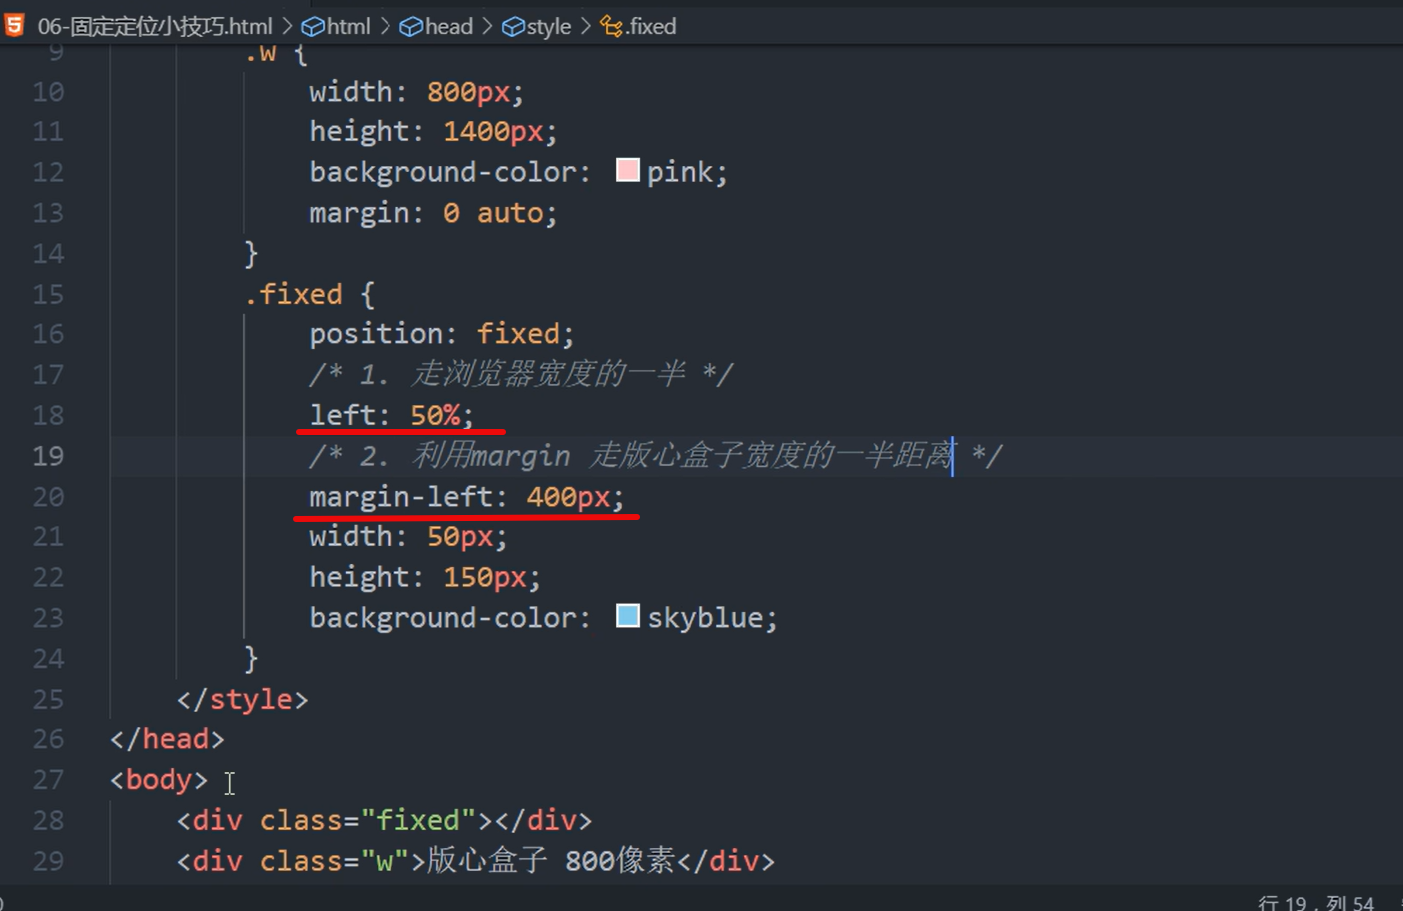 06-固定定位小技巧.html > html > head > style > .fixed
9 .w {
10 width: 800px;
11 height: 1400px;
12 background-color: pink;
13 margin: 0 auto;
14 }
15 .fixed {
16 position: fixed;
17 /* 1. 走浏览器宽度的一半 */
18 left: 50%;
19 /* 2. 利用margin 走版心盒子宽度的一半距离 */
20 margin-left: 400px;
21 width: 50px;
22 height: 150px;
23 background-color: skyblue;
24 }
25 </style>
26 </head>
27 <body>
28 <div class="fixed"></div>
29 <div class="w">版心盒子 800像素</div>
行 19，列 54